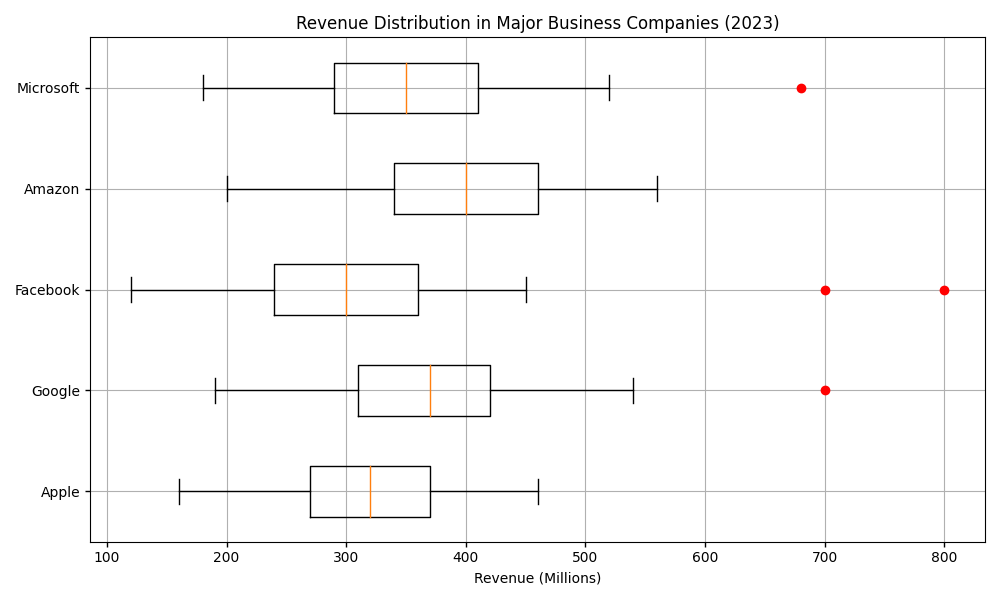 Revenue Distribution in Major Business Companies (2023)
Microsoft
Amazon
Facebook
Google
Apple
100 200 300 400 500 600 700 800
Revenue (Millions)